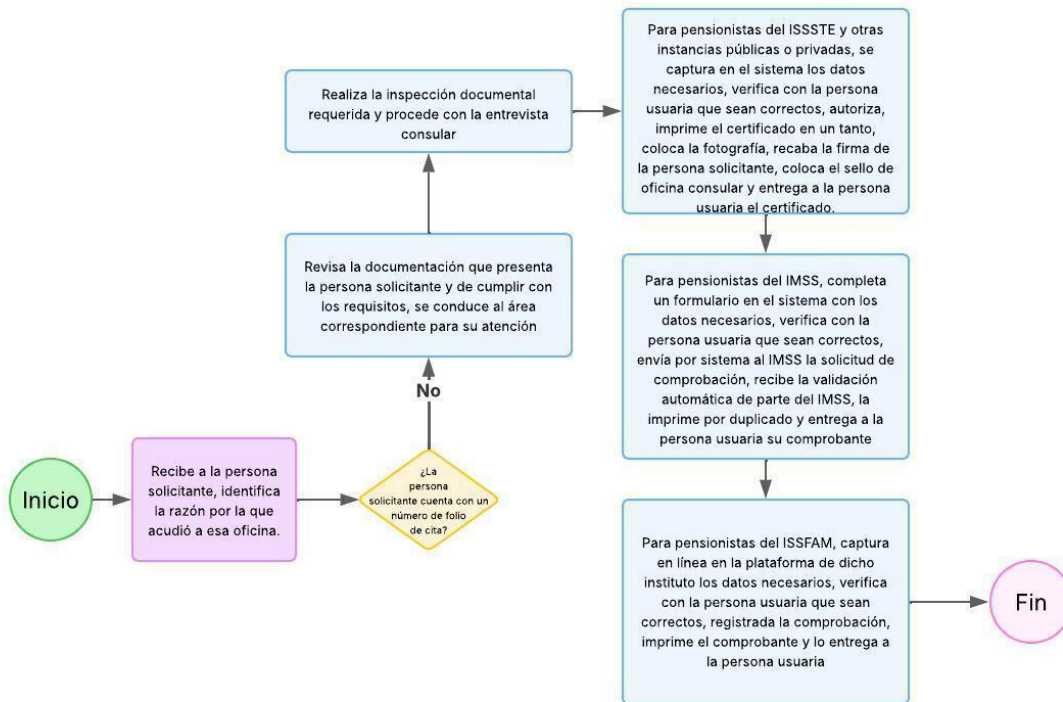 Inicio
Recibe a la persona
solicitante, identifica
la razón por la que
acudió a esa oficina.
¿La
persona
solicitante cuenta con un
número de folio
de cita?
No
Revisa la documentación que presenta
la persona solicitante y de cumplir con
los requisitos, se conduce al área
correspondiente para su atención
Realiza la inspección documental
requerida y procede con la entrevista
consular
Para pensionistas del ISSSTE y otras
instancias públicas o privadas, se
captura en el sistema los datos
necesarios, verifica con la persona
usuaria que sean correctos, autoriza,
imprime el certificado en un tanto,
coloca la fotografía, recaba la firma de
la persona solicitante, coloca el sello de
oficina consular y entrega a la persona
usuaria el certificado.
Para pensionistas del IMSS, completa
un formulario en el sistema con los
datos necesarios, verifica con la
persona usuaria que sean correctos,
envía por sistema al IMSS la solicitud de
comprobación, recibe la validación
automática de parte del IMSS, la
imprime por duplicado y entrega a la
persona usuaria su comprobante
Para pensionistas del ISSFAM, captura
en línea en la plataforma de dicho
instituto los datos necesarios, verifica
con la persona usuaria que sean
correctos, registrada la comprobación,
imprime el comprobante y lo entrega a
la persona usuaria
Fin